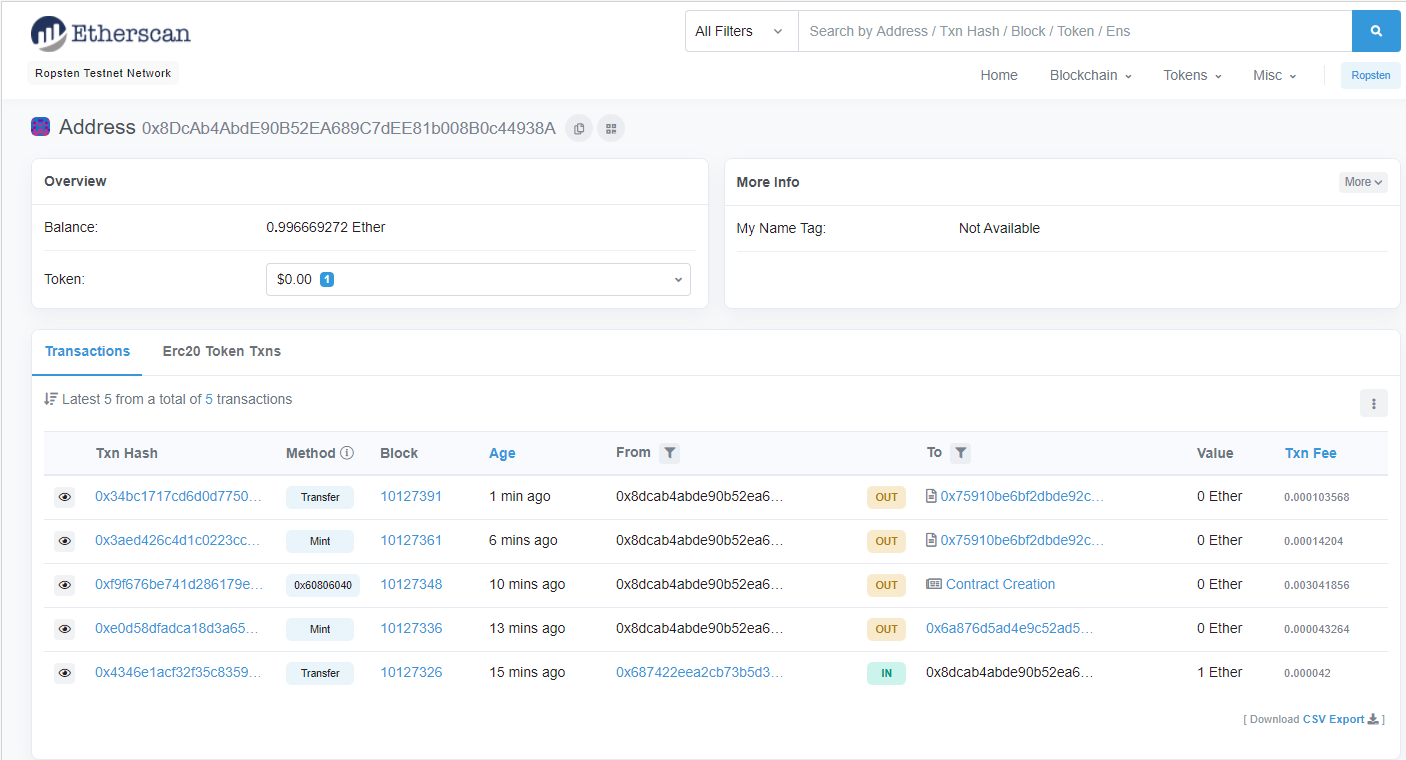 Etherscan
All Filters Search by Address / Txn Hash / Block / Token / Ens
Ropsten Testnet Network
Home Blockchain Tokens Misc Ropsten
Address 0x8DcAb4AbdE90B52EA689C7dEE81b008B0c44938A
Overview
Balance: 0.996669272 Ether
Token: $0.00 1
More Info More
My Name Tag: Not Available
Transactions Erc20 Token Txns
Latest 5 from a total of 5 transactions
Txn Hash Method Block Age From To Value Txn Fee
0x34bc1717cd6d0d7750... Transfer 10127391 1 min ago 0x8dcab4abde90b52ea6... OUT 0x75910be6bf2dbde92c... 0 Ether 0.000103568
0x3aed426c4d1c0223cc... Mint 10127361 6 mins ago 0x8dcab4abde90b52ea6... OUT 0x75910be6bf2dbde92c... 0 Ether 0.00014204
0xf9f676be741d286179e... 0x60806040 10127348 10 mins ago 0x8dcab4abde90b52ea6... OUT Contract Creation 0 Ether 0.003041856
0xe0d58dfadca18d3a65... Mint 10127336 13 mins ago 0x8dcab4abde90b52ea6... OUT 0x6a876d5ad4e9c52ad5... 0 Ether 0.000043264
0x4346e1acf32f35c8359... Transfer 10127326 15 mins ago 0x687422eea2cb73b5d3... IN 0x8dcab4abde90b52ea6... 1 Ether 0.000042
[ Download CSV Export ]